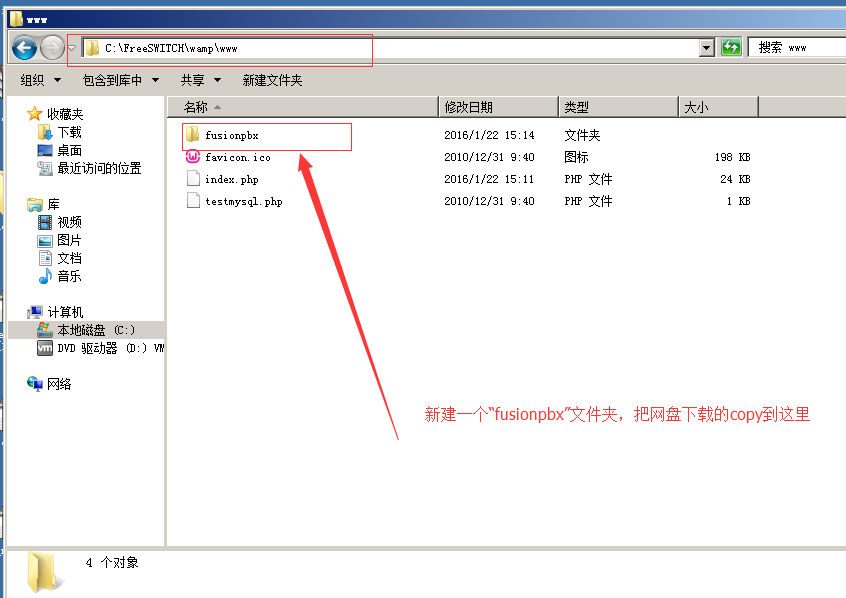 www
C:\FreeSWITCH\wamp\www
搜索 www
组织 包含到库中 共享 新建文件夹
收藏夹
下载
桌面
最近访问的位置
库
视频
图片
文档
音乐
计算机
本地磁盘 (C:)
DVD 驱动器 (D:) VM
网络
名称 修改日期 类型 大小
fusionpbx 2016/1/22 15:14 文件夹
favicon.ico 2010/12/31 9:40 图标 198 KB
index.php 2016/1/22 15:11 PHP 文件 24 KB
testmysql.php 2010/12/31 9:40 PHP 文件 1 KB
新建一个“fusionpbx”文件夹，把网盘下载的copy到这里
4 个对象